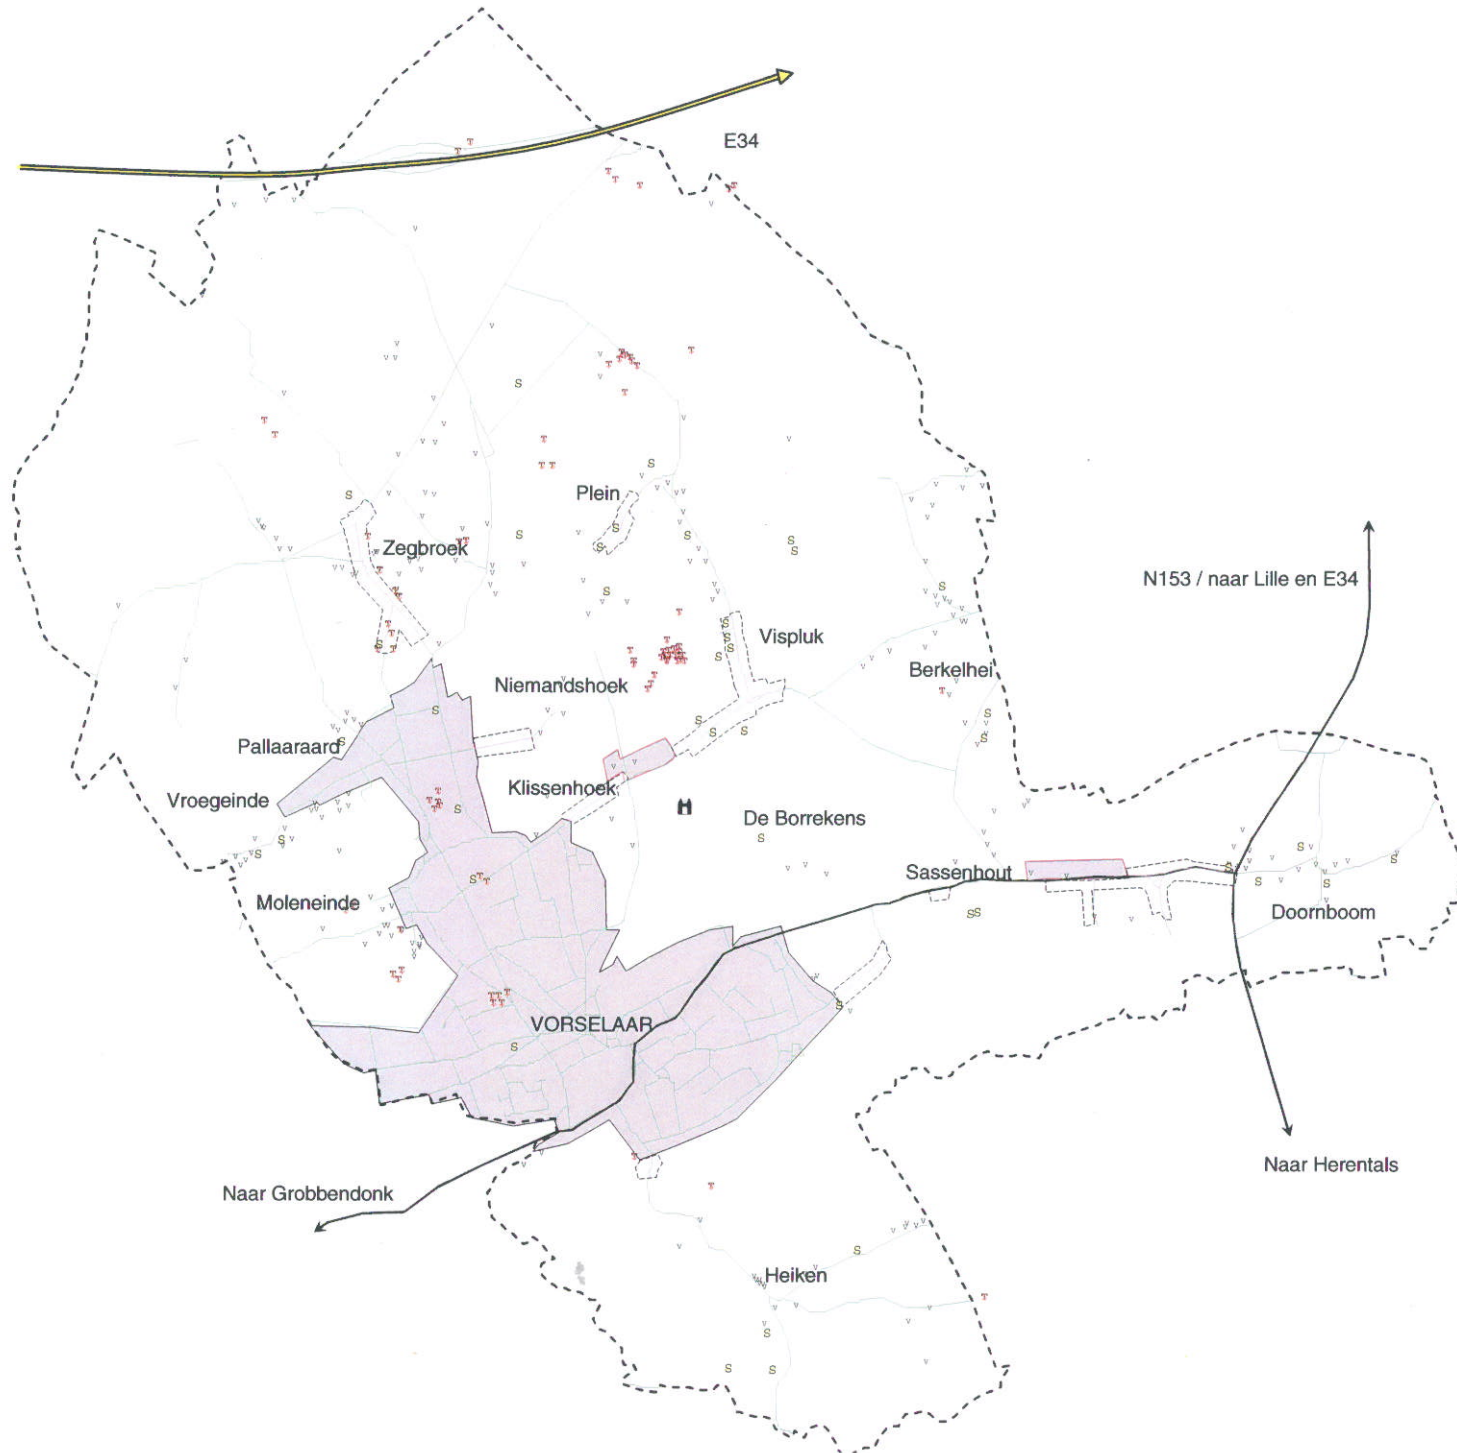 E34
Plein
Zegbroek
N153 / naar Lille en E34
Vispluk
Berkelhei
Niemandshoek
Pallaaraard
Klissenhoek
Vroegeinde
De Borrekens
Sassenhout
Moleneinde
Doornboom
VORSELAAR
Naar Herentals
Naar Grobbendonk
Heiken